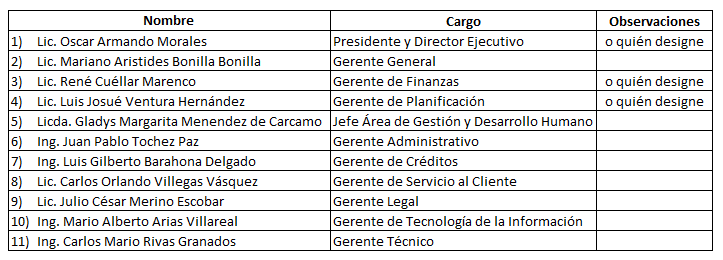 Nombre Cargo Observaciones
1) Lic. Oscar Armando Morales Presidente y Director Ejecutivo o quién designe
2) Lic. Mariano Aristides Bonilla Bonilla Gerente General
3) Lic. René Cuéllar Marenco Gerente de Finanzas o quién designe
4) Lic. Luis Josué Ventura Hernández Gerente de Planificación o quién designe
5) Licda. Gladys Margarita Menendez de Carcamo Jefe Área de Gestión y Desarrollo Humano
6) Ing. Juan Pablo Tochez Paz Gerente Administrativo
7) Ing. Luis Gilberto Barahona Delgado Gerente de Créditos
8) Lic. Carlos Orlando Villegas Vásquez Gerente de Servicio al Cliente
9) Lic. Julio César Merino Escobar Gerente Legal
10) Ing. Mario Alberto Arias Villareal Gerente de Tecnología de la Información
11) Ing. Carlos Mario Rivas Granados Gerente Técnico